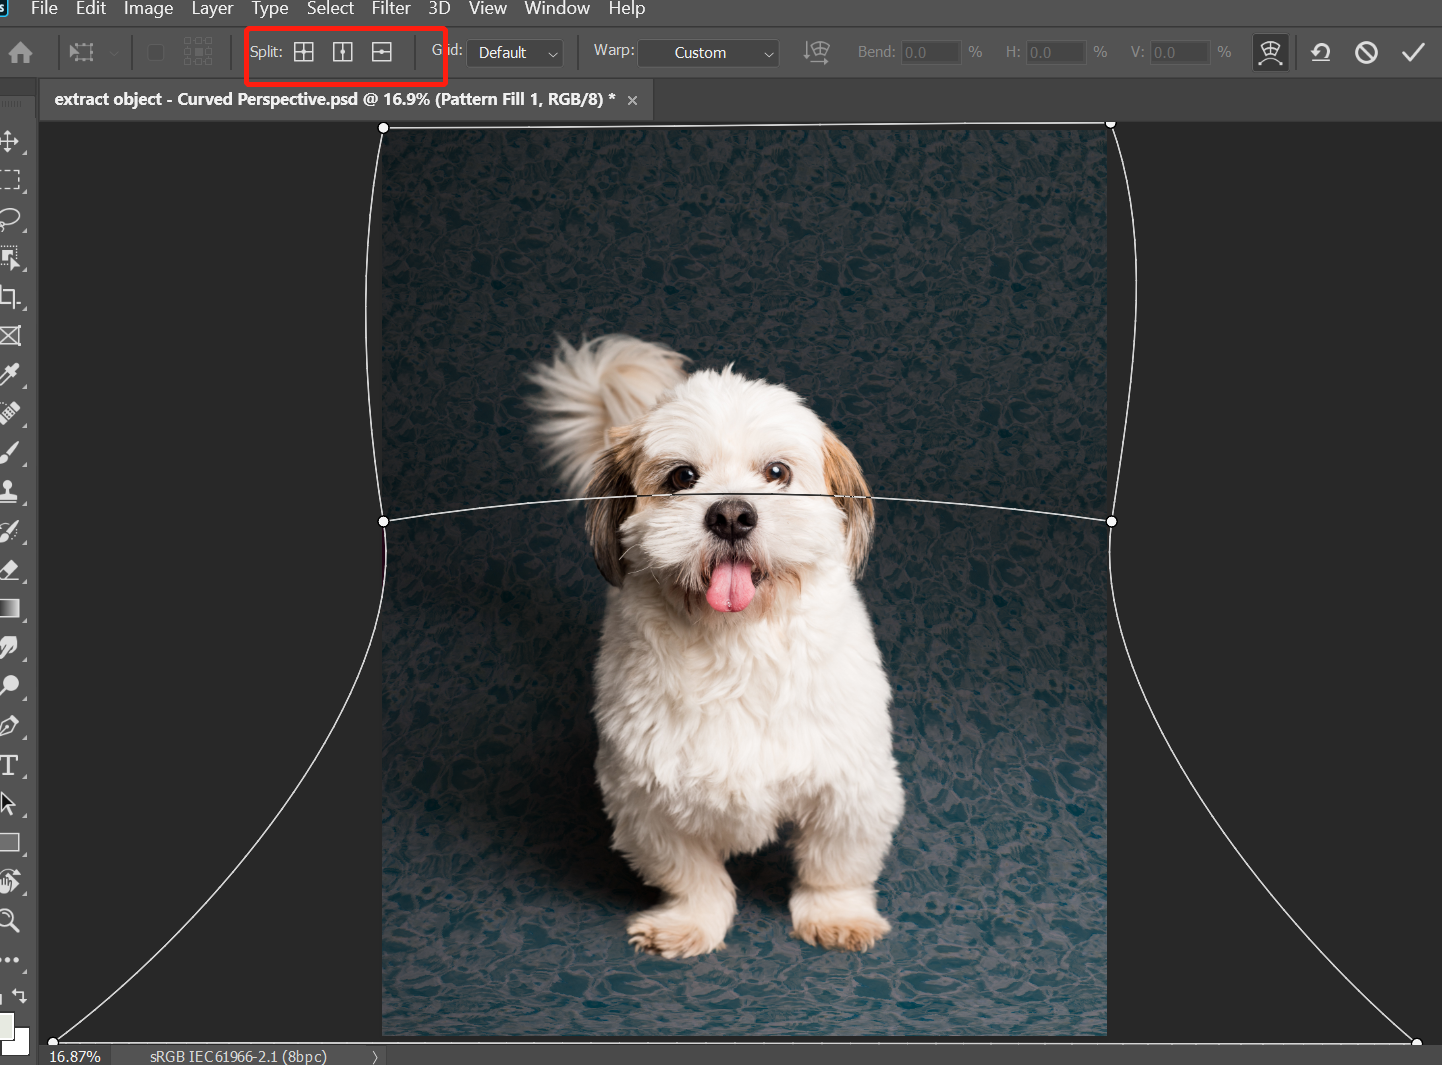 File Edit Image Layer Type Select Filter 3D View Window Help
Split: Grid: Default Warp: Custom Bend: 0.0 % H: 0.0 % V: 0.0 %
extract object - Curved Perspective.psd @ 16.9% (Pattern Fill 1, RGB/8) * ×
T
16.87% sRGB IEC61966-2.1 (8bpc)